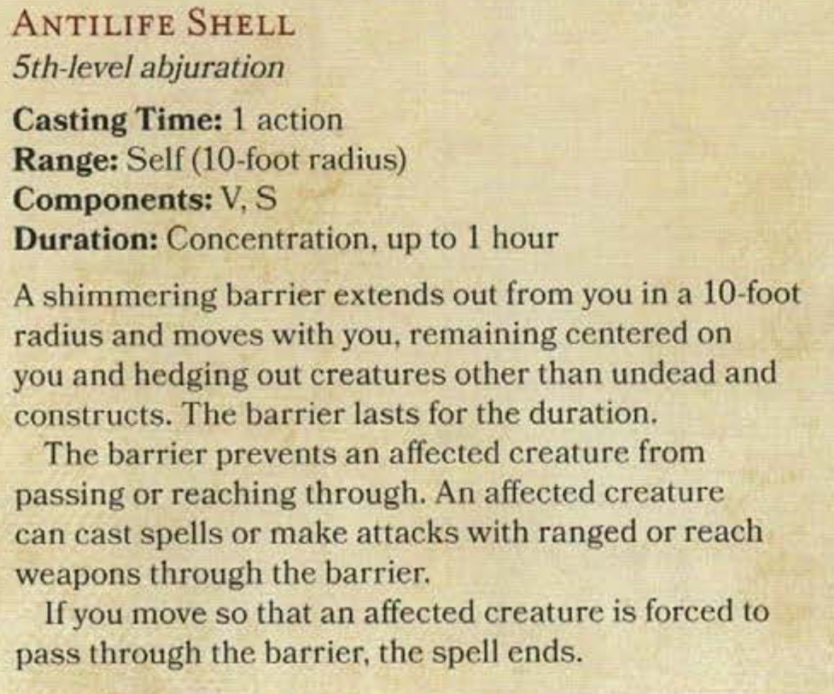 ANTILIFE SHELL
5th-level abjuration
Casting Time: 1 action
Range: Self (10-foot radius)
Components: V, S
Duration: Concentration, up to 1 hour
A shimmering barrier extends out from you in a 10-foot
radius and moves with you, remaining centered on
you and hedging out creatures other than undead and
constructs. The barrier lasts for the duration.
The barrier prevents an affected creature from
passing or reaching through. An affected creature
can cast spells or make attacks with ranged or reach
weapons through the barrier.
If you move so that an affected creature is forced to
pass through the barrier, the spell ends.